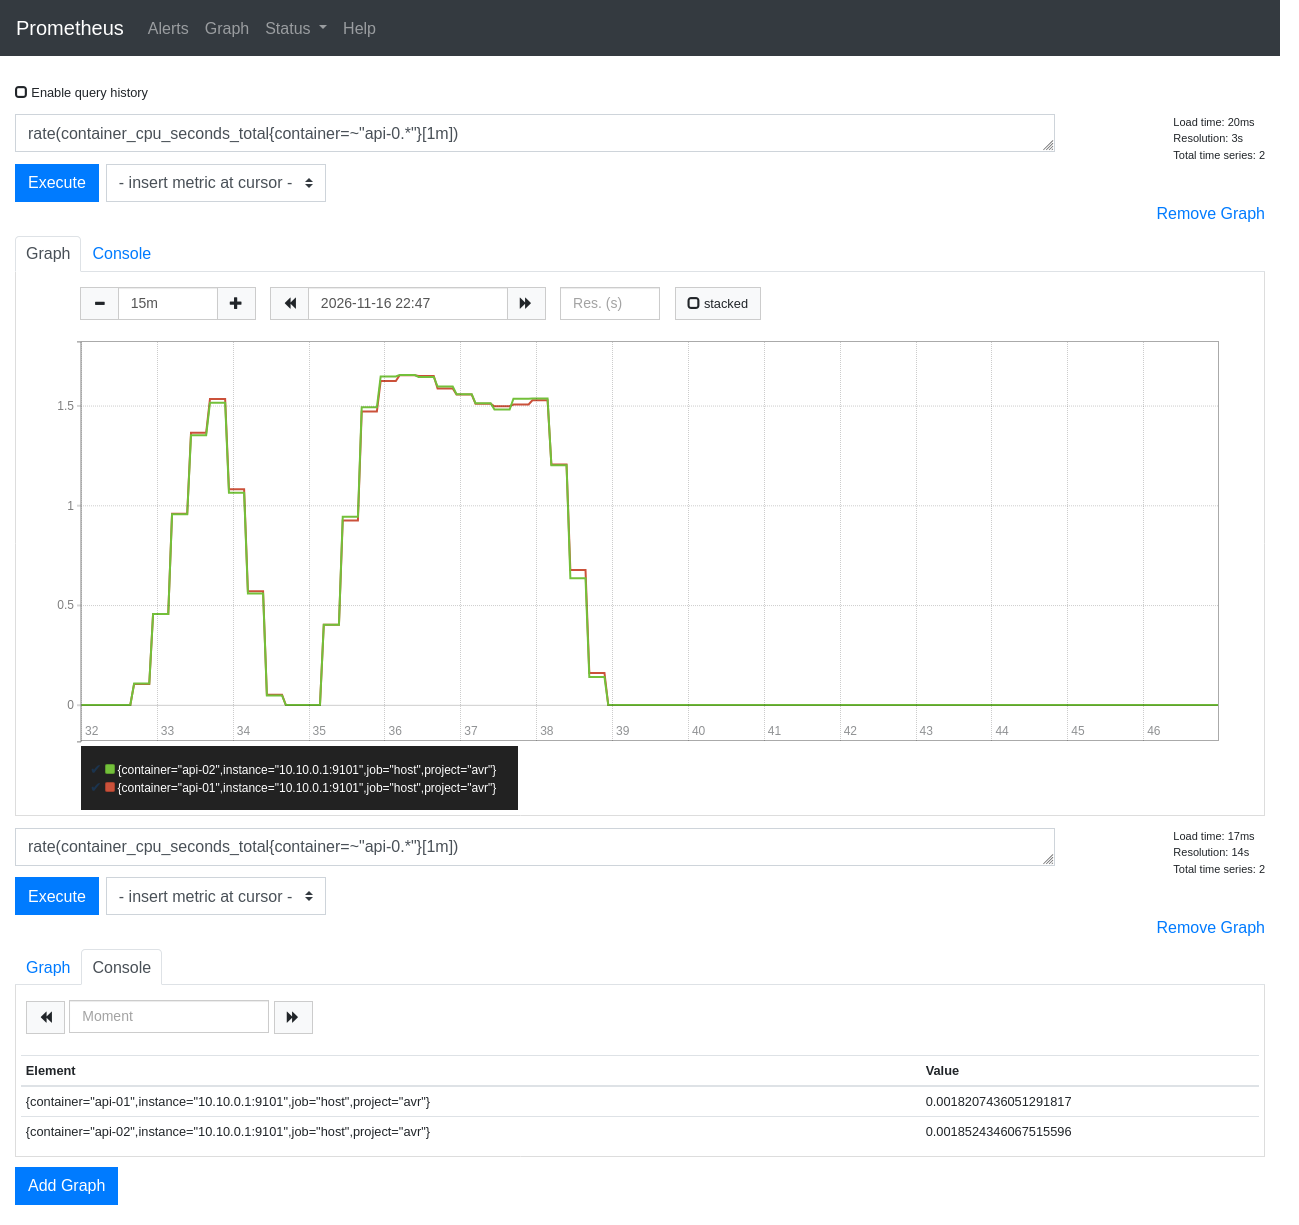 Prometheus Alerts Graph Status Help
Enable query history
rate(container_cpu_seconds_total{container=~"api-0.*"}[1m])
Load time: 20ms
Resolution: 3s
Total time series: 2
Execute - insert metric at cursor -
Remove Graph
Graph Console
15m 2026-11-16 22:47 Res. (s) stacked
1.5
1
0.5
0
32 33 34 35 36 37 38 39 40 41 42 43 44 45 46
✔ {container="api-02",instance="10.10.0.1:9101",job="host",project="avr"}
✔ {container="api-01",instance="10.10.0.1:9101",job="host",project="avr"}
rate(container_cpu_seconds_total{container=~"api-0.*"}[1m])
Load time: 17ms
Resolution: 14s
Total time series: 2
Execute - insert metric at cursor -
Remove Graph
Graph Console
Moment
Element Value
{container="api-01",instance="10.10.0.1:9101",job="host",project="avr"} 0.0018207436051291817
{container="api-02",instance="10.10.0.1:9101",job="host",project="avr"} 0.0018524346067515596
Add Graph